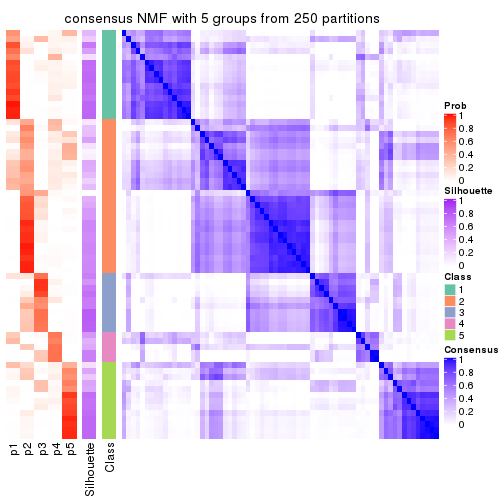 consensus NMF with 5 groups from 250 partitions
Prob
1
0.8
0.6
0.4
0.2
0
Silhouette
1
0.8
0.6
0.4
0.2
0
Class
1
2
3
4
5
Consensus
1
0.8
0.6
0.4
0.2
0
p1
p2
p3
p4
p5
Silhouette
Class